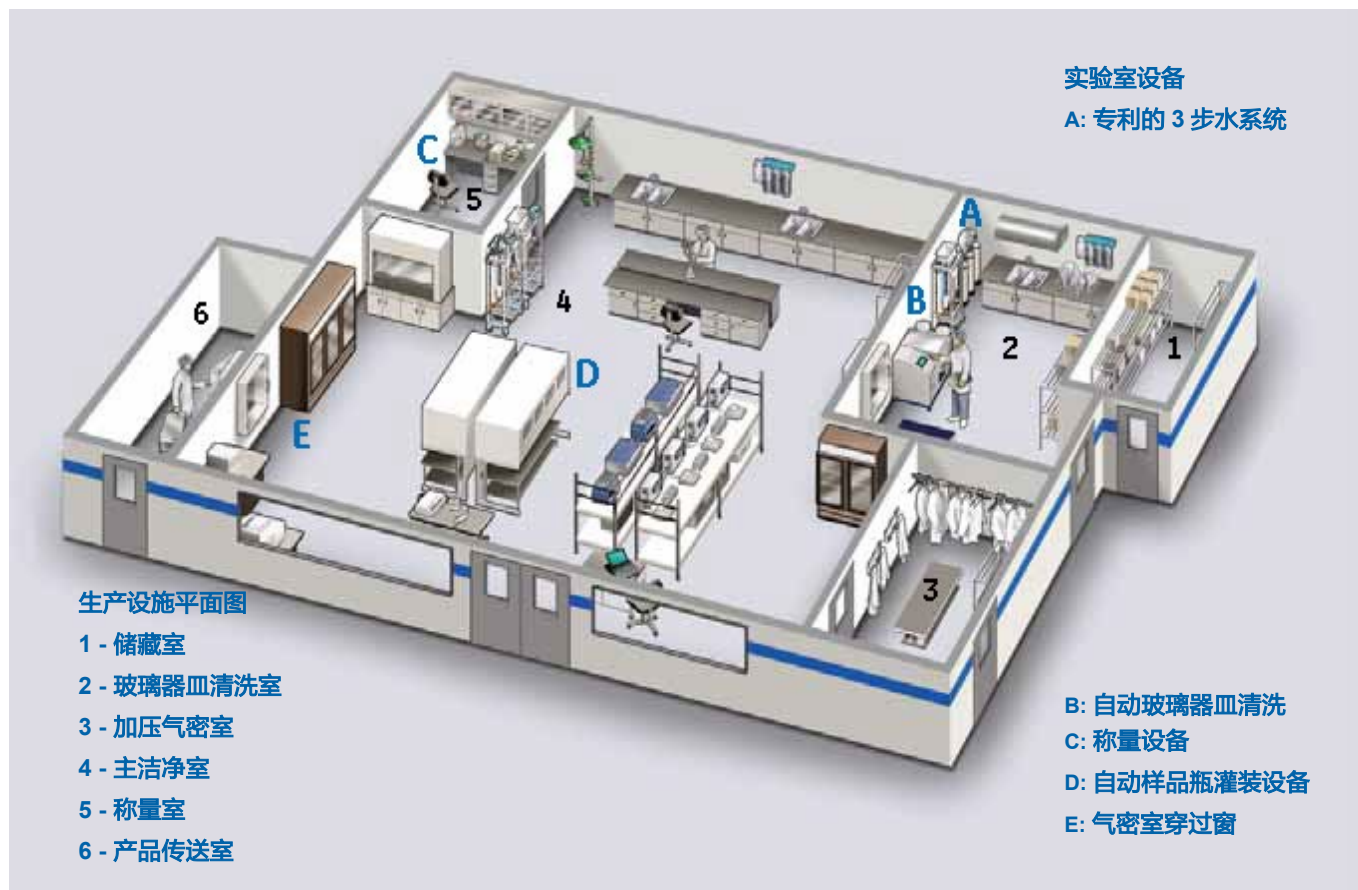 实验室设备
A: 专利的 3 步水系统
C
5
A
6
4
B
2
1
D
E
3
生产设施平面图
1 - 储藏室
2 - 玻璃器皿清洗室
3 - 加压气密室
4 - 主洁净室
5 - 称量室
6 - 产品传送室
B: 自动玻璃器皿清洗
C: 称量设备
D: 自动样品瓶灌装设备
E: 气密室穿过窗